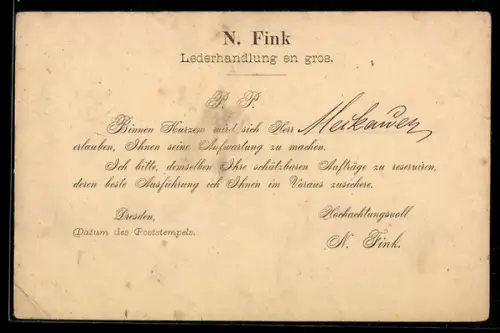 N. Fink
Lederhandlung en gros.
P. P.
Binnen Kurzem wird sich Herr
erlauben, Ihnen seine Aufwartung zu machen.
Ich bitte, demselben Ihre schätzbaren Aufträge zu reserviren,
deren beste Ausführung ich Ihnen im Voraus zusichere.
Dresden,
Datum des Poststempels.
Hochachtungsvoll
N. Fink.